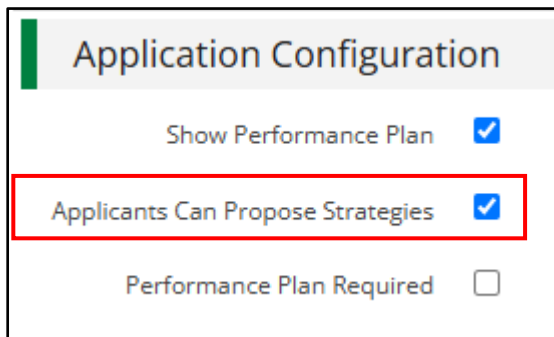 Application Configuration
Show Performance Plan
Applicants Can Propose Strategies
Performance Plan Required